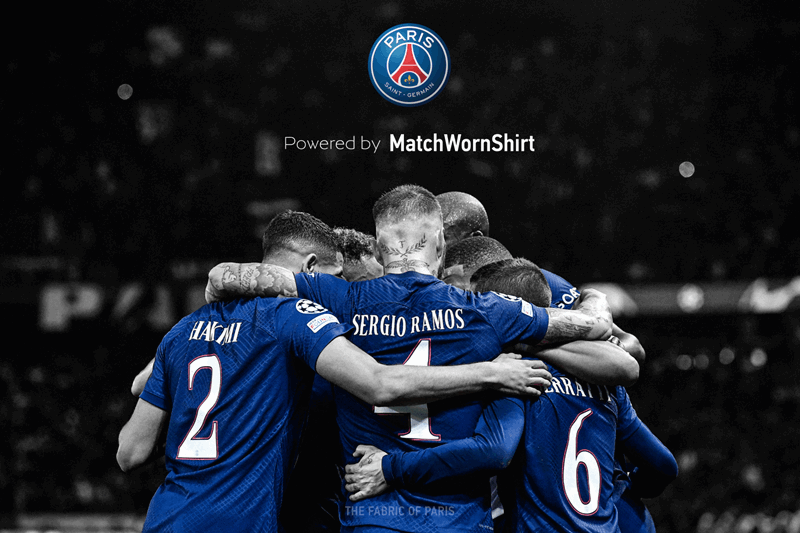 PARIS
SAINT-GERMAIN
Powered by MatchWornShirt
HAKIMI
2
SERGIO RAMOS
4
6
THE FABRIC OF PARIS